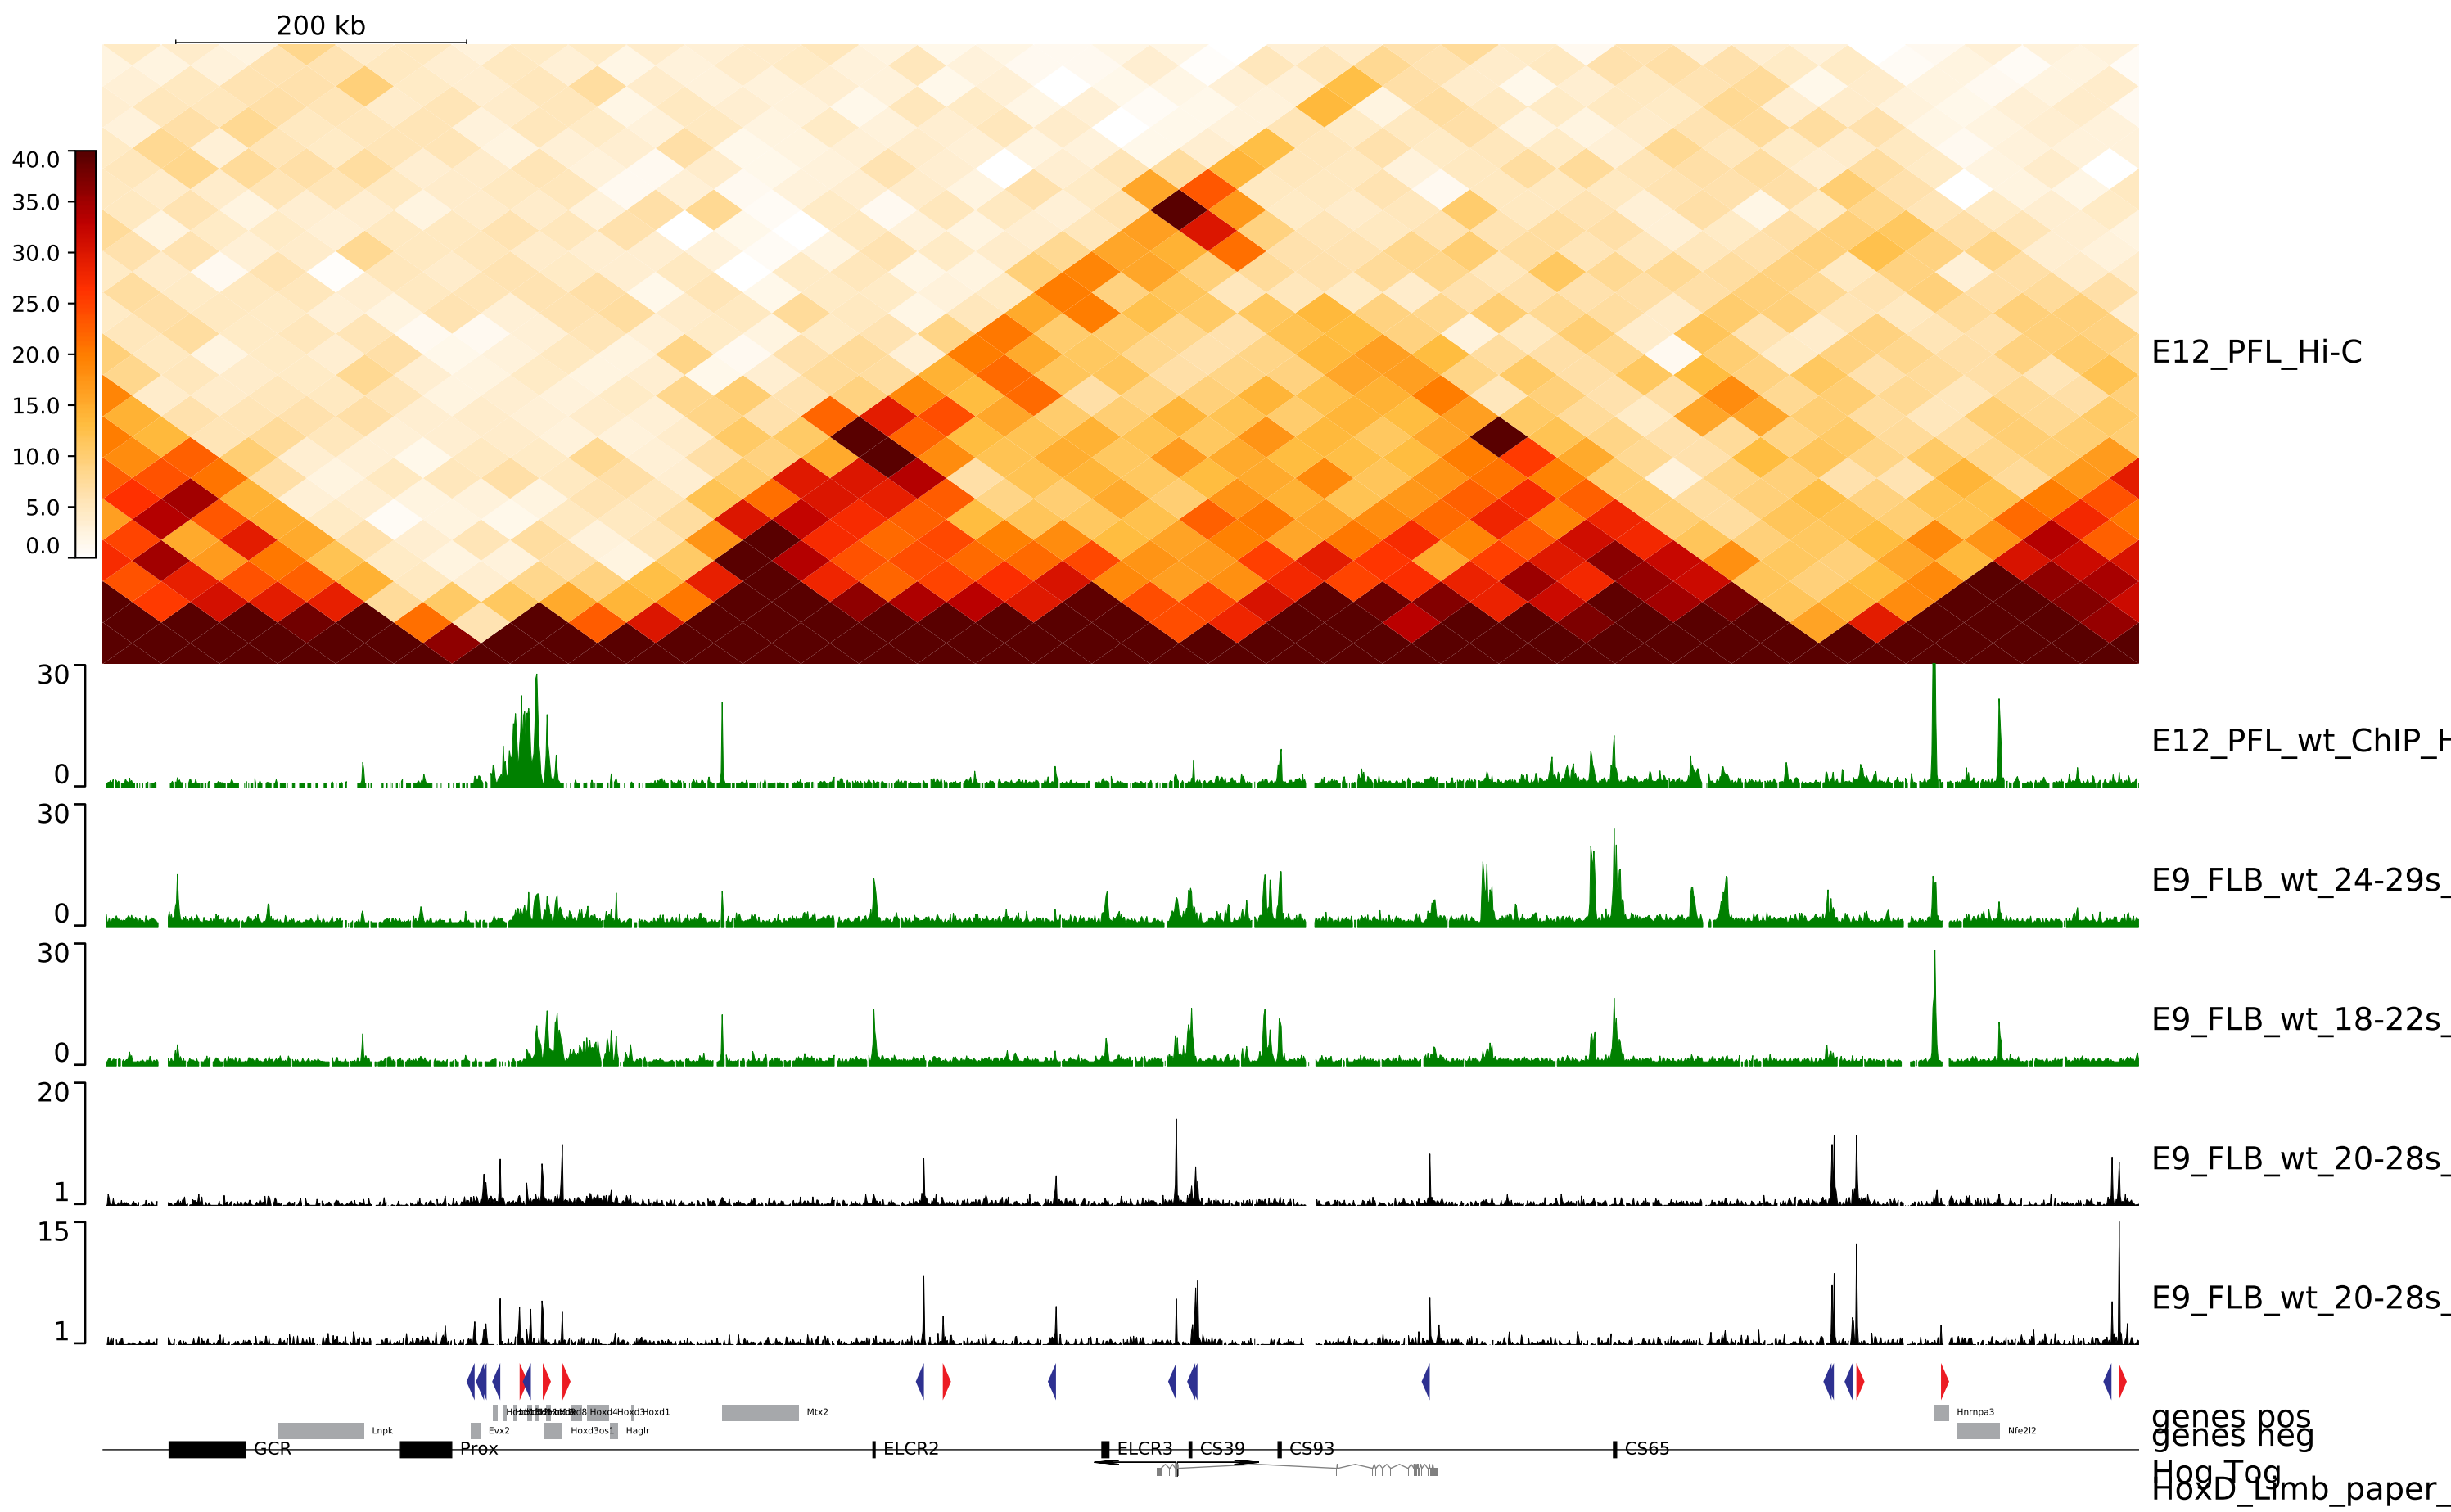 200 kb
40.0
35.0
30.0
25.0
20.0
15.0
10.0
5.0
0.0
E12_PFL_Hi-C
30
0
E12_PFL_wt_ChIP_H
30
0
E9_FLB_wt_24-29s_
30
0
E9_FLB_wt_18-22s_
20
1
E9_FLB_wt_20-28s_
15
1
E9_FLB_wt_20-28s_
Hoxd4 Hoxd3 Hoxd1 Mtx2 Hnrnpa3 genes pos
Lnpk Evx2 Hoxd3os1 Haglr Nfe2l2 genes neg
GCR Prox ELCR2 ELCR3 CS39 CS93 CS65
Hog_Tog
HoxD_Limb_paper_